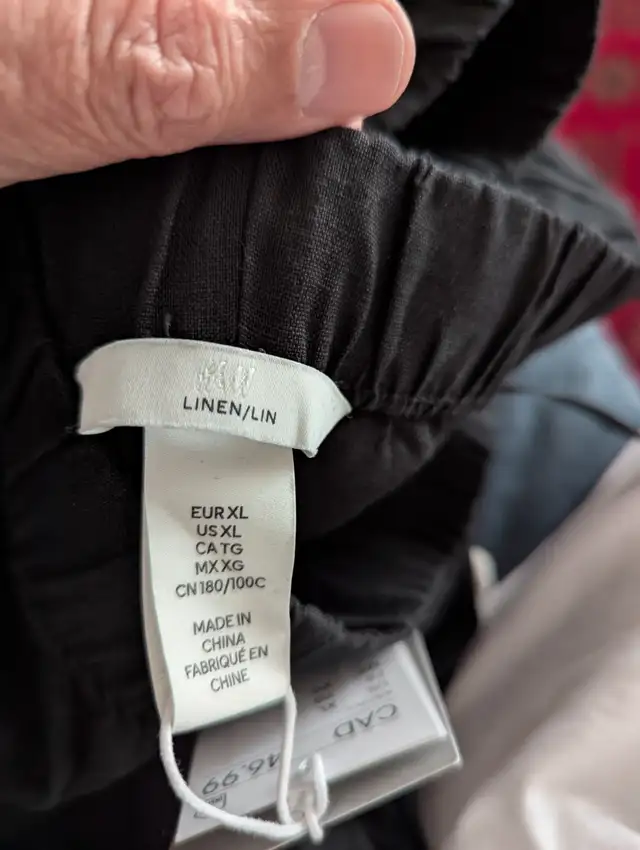 H&M
LINEN/LIN
EUR XL
US XL
CA TG
MX XG
CN 180/100C
MADE IN
CHINA
FABRIQUÉ EN
CHINE
CAD
46.99